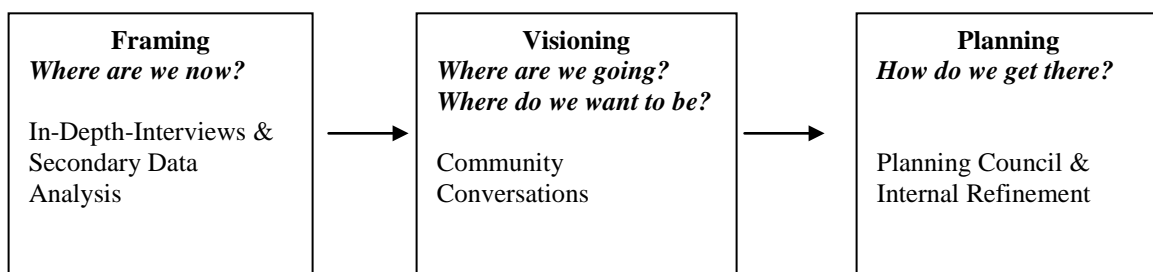 Framing
Where are we now?
In-Depth-Interviews &
Secondary Data
Analysis
Visioning
Where are we going?
Where do we want to be?
Community
Conversations
Planning
How do we get there?
Planning Council &
Internal Refinement